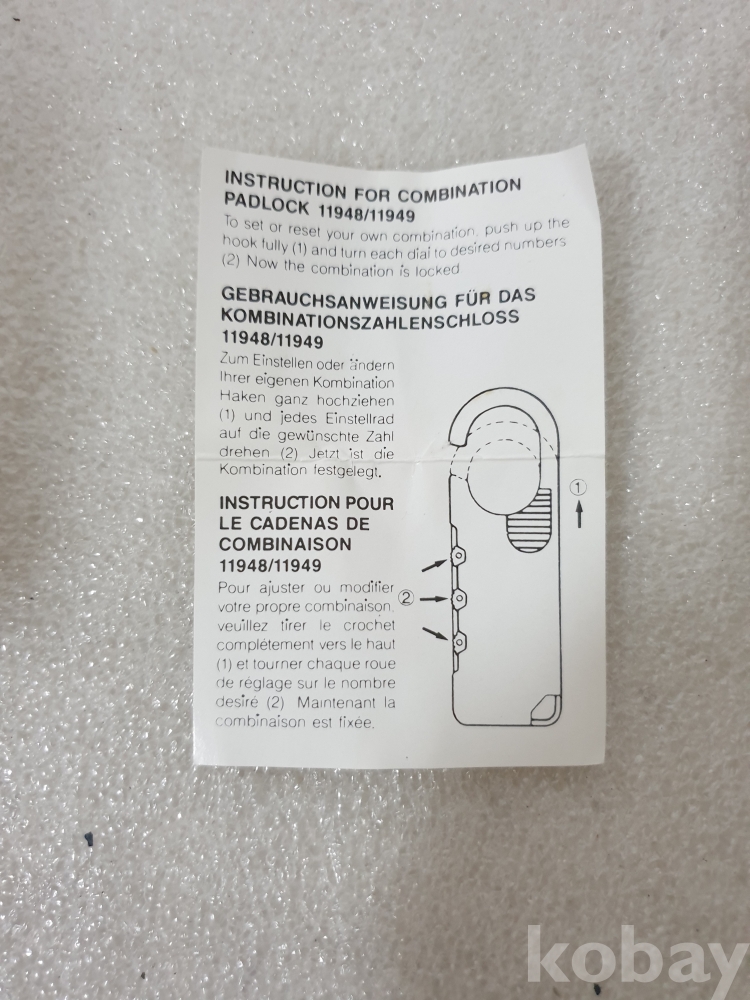 INSTRUCTION FOR COMBINATION
PADLOCK 11948/11949
To set or reset your own combination, push up the
hook fully (1) and turn each dial to desired numbers
(2) Now the combination is locked
GEBRAUCHSANWEISUNG FÜR DAS
KOMBINATIONSZAHLENSCHLOSS
11948/11949
Zum Einstellen oder ändern
Ihrer eigenen Kombination
Haken ganz hochziehen
(1) und jedes Einstellrad
auf die gewünschte Zahl
drehen (2) Jetzt ist die
Kombination festgelegt.
INSTRUCTION POUR
LE CADENAS DE
COMBINAISON
11948/11949
Pour ajuster ou modifier
votre propre combinaison,
veuillez tirer le crochet
complétement vers le haut
(1) et tourner chaque roue
de réglage sur le nombre
desiré (2) Maintenant la
combinaison est fixée.
1
2
kobay